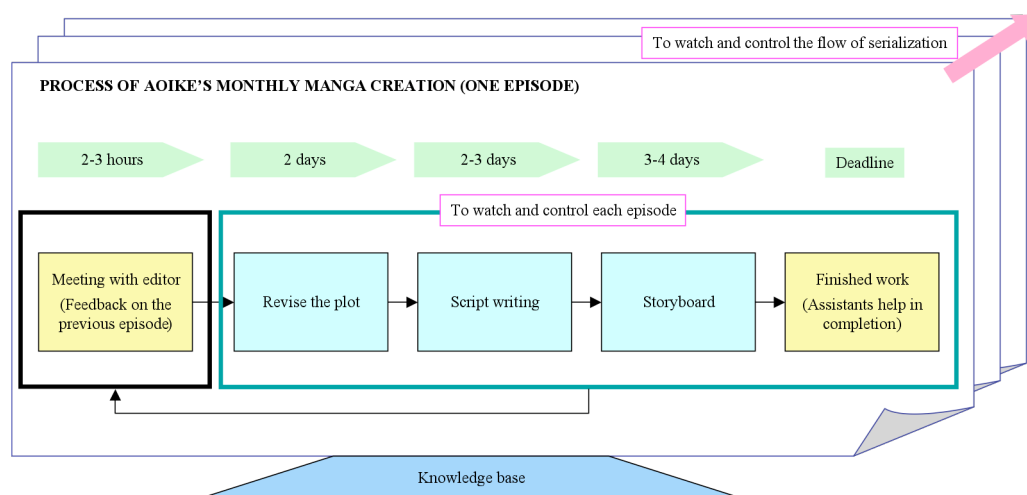 To watch and control the flow of serialization
PROCESS OF AOIKE’S MONTHLY MANGA CREATION (ONE EPISODE)
2-3 hours
2 days
2-3 days
3-4 days
Deadline
To watch and control each episode
Meeting with editor
(Feedback on the
previous episode)
Revise the plot
Script writing
Storyboard
Finished work
(Assistants help in
completion)
Knowledge base